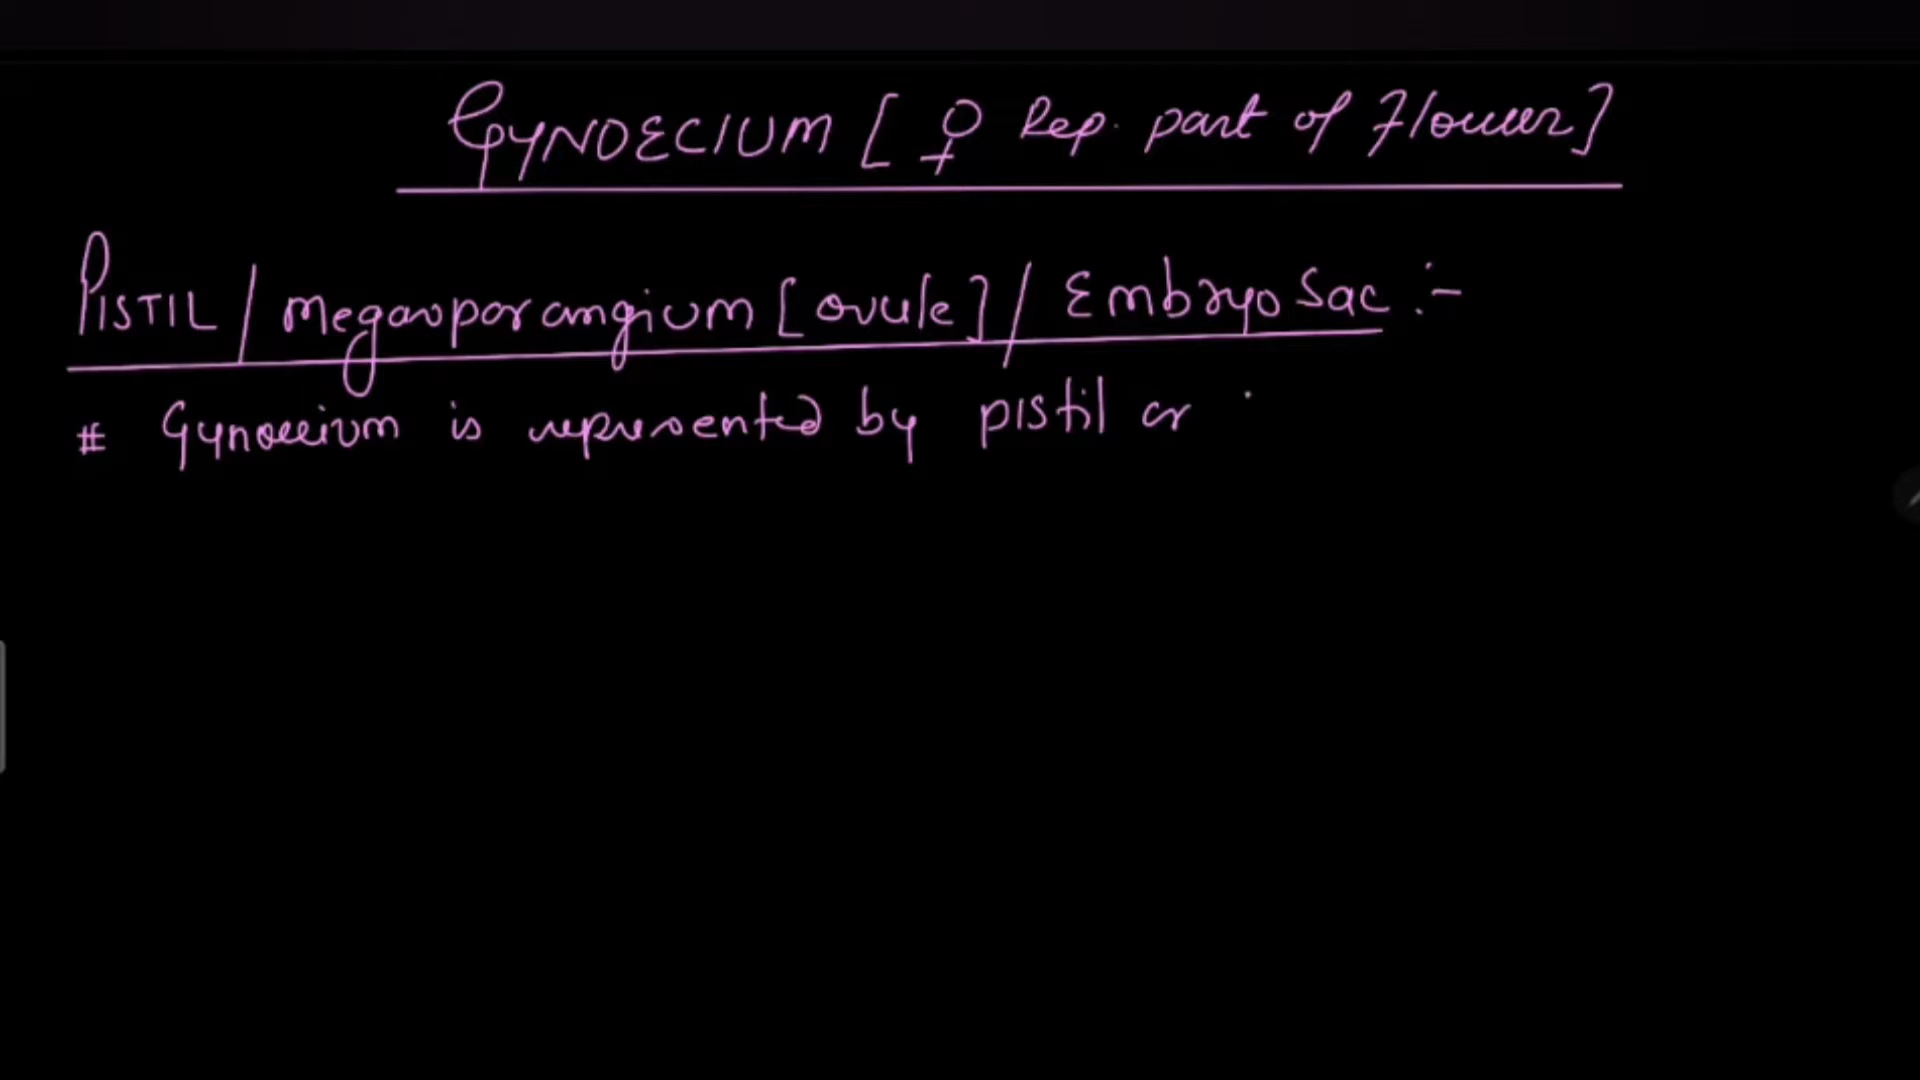 GYNOECIUM [ ♀ Rep. part of Flower ]
PISTIL / Megasporangium [ ovule ] / Embryo Sac :-
# Gynoecium is represented by pistil or